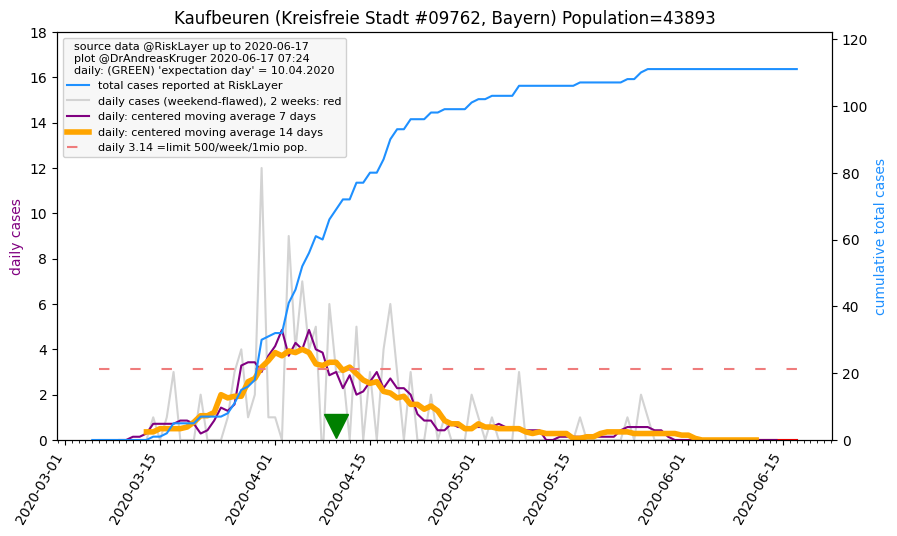 Kaufbeuren (Kreisfreie Stadt #09762, Bayern) Population=43893
source data @RiskLayer up to 2020-06-17
plot @DrAndreasKruger 2020-06-17 07:24
daily: (GREEN) 'expectation day' = 10.04.2020
total cases reported at RiskLayer
daily cases (weekend-flawed), 2 weeks: red
daily: centered moving average 7 days
daily: centered moving average 14 days
daily 3.14 =limit 500/week/1mio pop.
daily cases
18
16
14
12
10
8
6
4
2
0
120
100
80
60
40
20
0
cumulative total cases
2020-03-01
2020-03-15
2020-04-01
2020-04-15
2020-05-01
2020-05-15
2020-06-01
2020-06-15